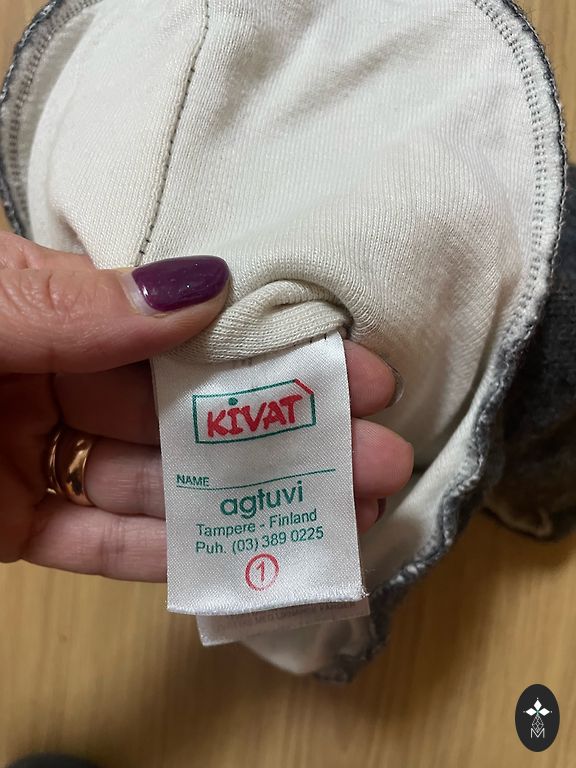 KiVAT
NAME
agtuvi
Tampere - Finland
Puh. (03) 389 0225
1
M